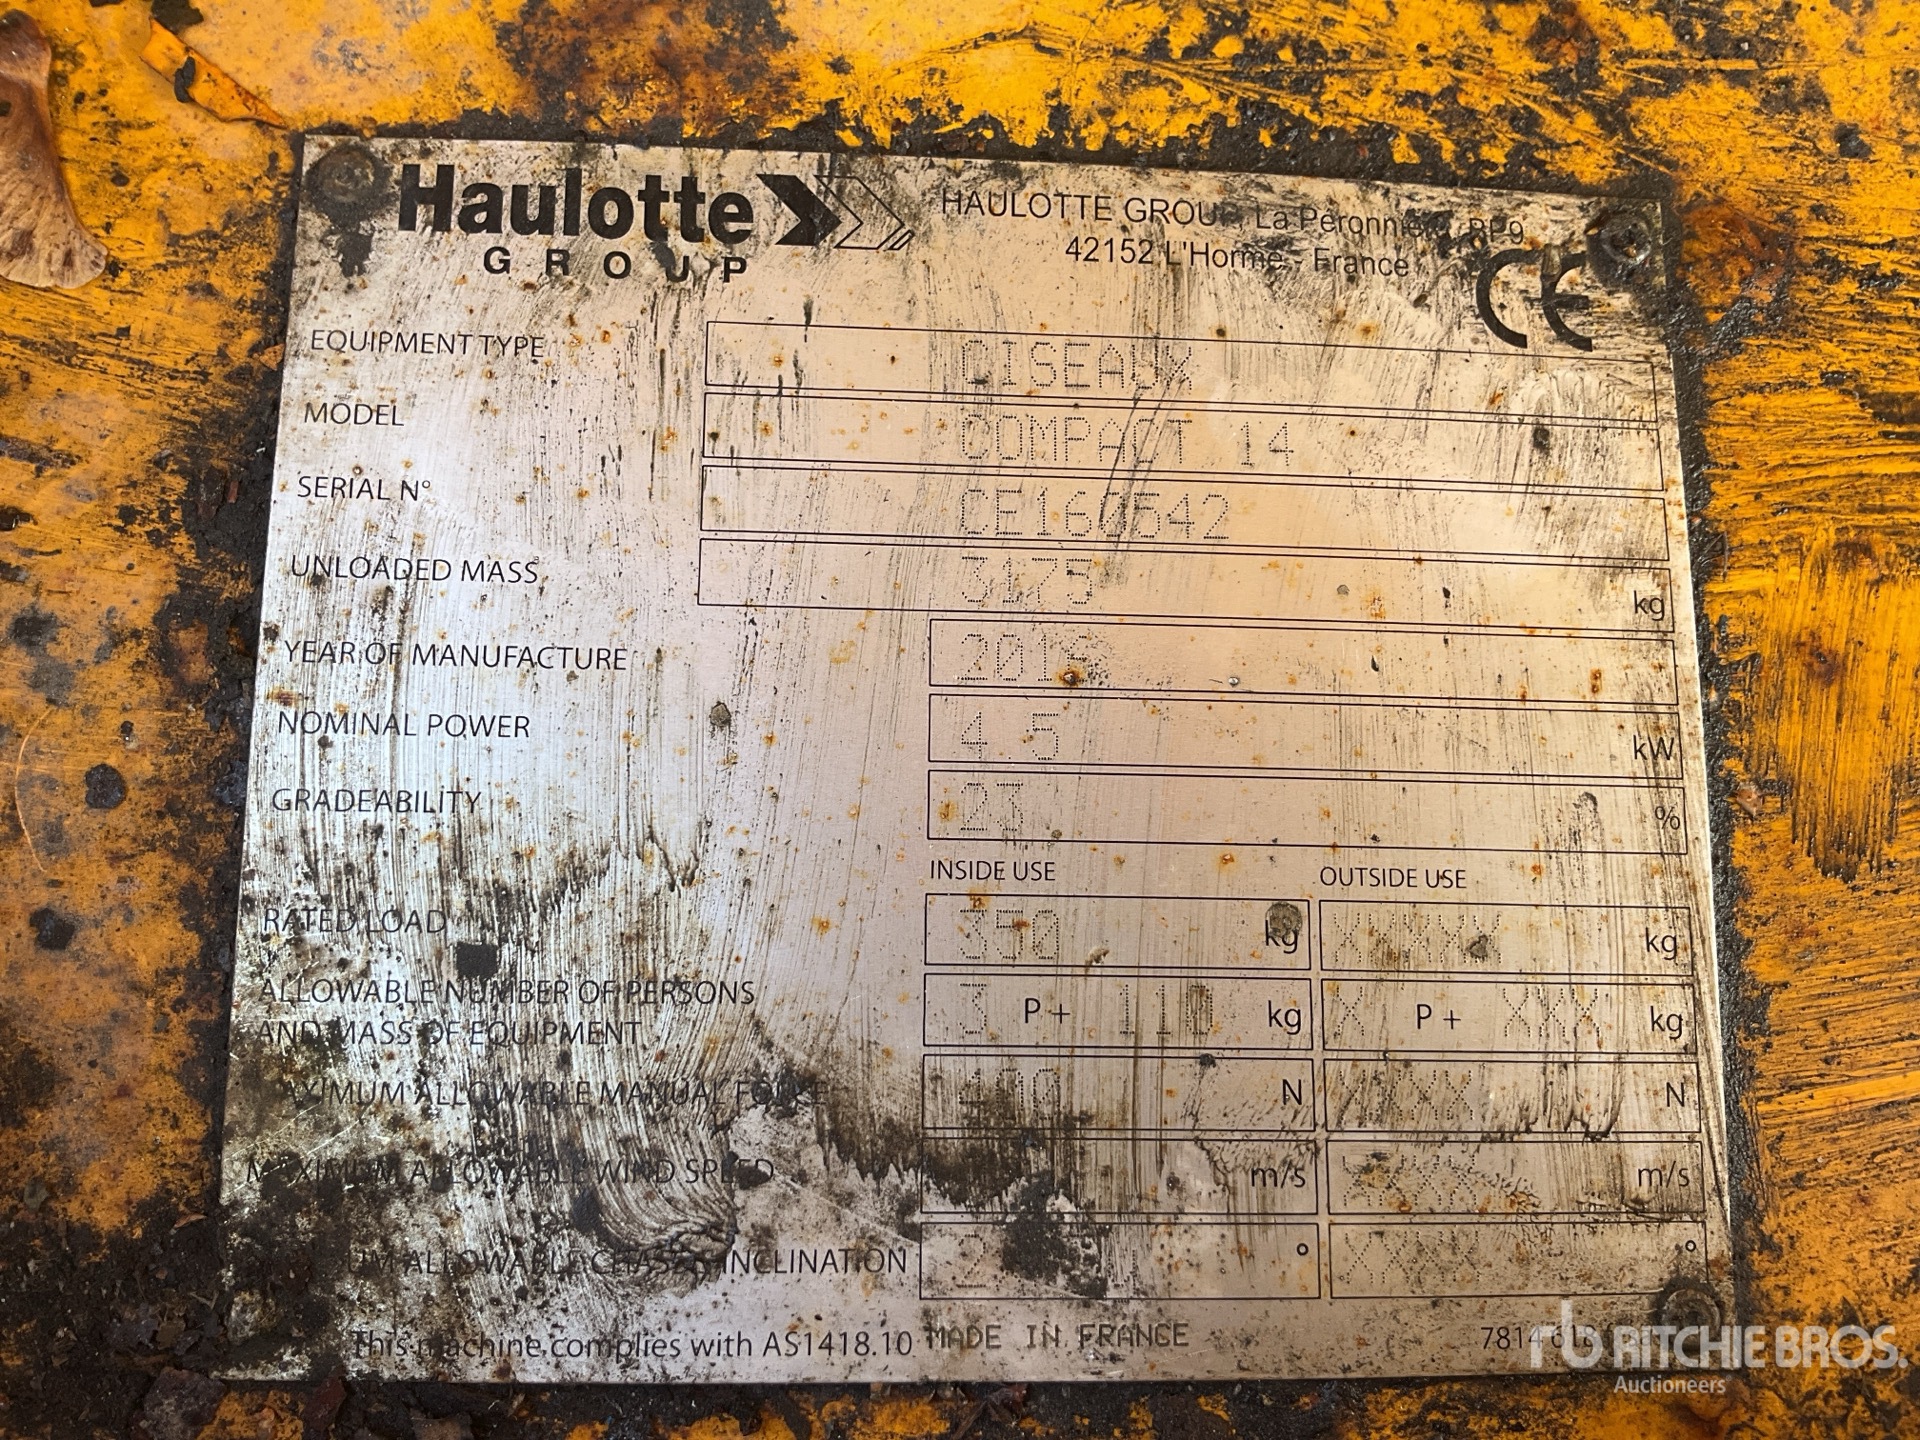 Haulotte
GROUP
HAULOTTE GROUP, La Péronnière, BP9
42152 L'Horme - France
CE
EQUIPMENT TYPE CISEAUX
MODEL COMPACT 14
SERIAL N° CE160542
UNLOADED MASS 3175 kg
YEAR OF MANUFACTURE
NOMINAL POWER 4.5 kW
GRADEABILITY 23 %
INSIDE USE OUTSIDE USE
RATED LOAD 350 kg XXXXX kg
ALLOWABLE NUMBER OF PERSONS
AND MASS OF EQUIPMENT 3 P + 110 kg X P + XXX kg
MAXIMUM ALLOWABLE MANUAL FORCE 400 N XXXX N
MAXIMUM ALLOWABLE WIND SPEED m/s XXXX m/s
MAXIMUM ALLOWABLE CHASSIS INCLINATION 2 ° XXXX °
This machine complies with AS1418.10 MADE IN FRANCE
rb RITCHIE BROS.
Auctioneers